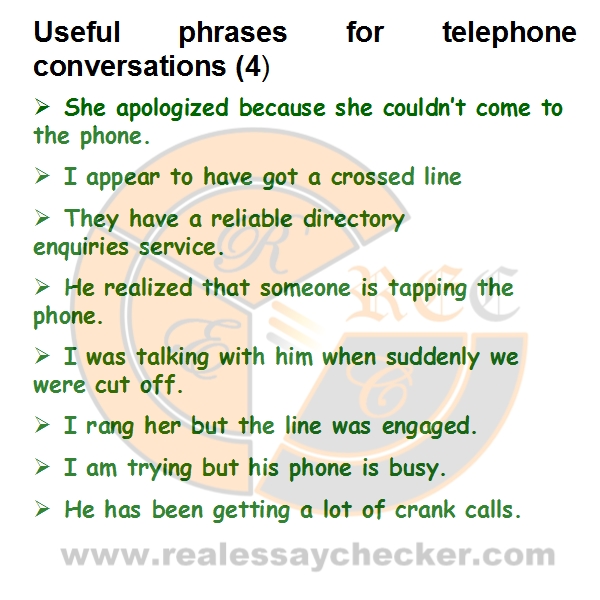 Useful phrases for telephone
conversations (4)
➢ She apologized because she couldn't come to
the phone.
➢ I appear to have got a crossed line
➢ They have a reliable directory
enquiries service.
➢ He realized that someone is tapping the
phone.
➢ I was talking with him when suddenly we
were cut off.
➢ I rang her but the line was engaged.
➢ I am trying but his phone is busy.
➢ He has been getting a lot of crank calls.
R
E
C
RCC
www.realessaychecker.com